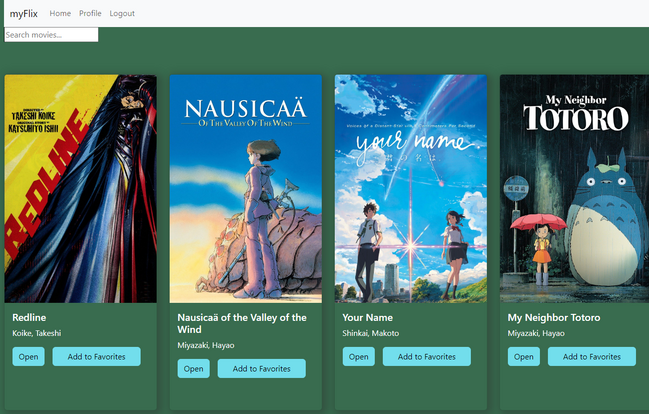 myFlix Home Profile Logout
Search movies...
DIRECTED BY
TAKESHI KOIKE
ORIGINAL STORY BY
KATSUHITO ISHII
REDLINE
NAUSICAÄ
OF THE VALLEY OF THE WIND
your name.
君の名は
My Neighbor
TOTORO
Redline
Koike, Takeshi
Open Add to Favorites
Nausicaä of the Valley of the
Wind
Miyazaki, Hayao
Open Add to Favorites
Your Name
Shinkai, Makoto
Open Add to Favorites
My Neighbor Totoro
Miyazaki, Hayao
Open Add to Favorites